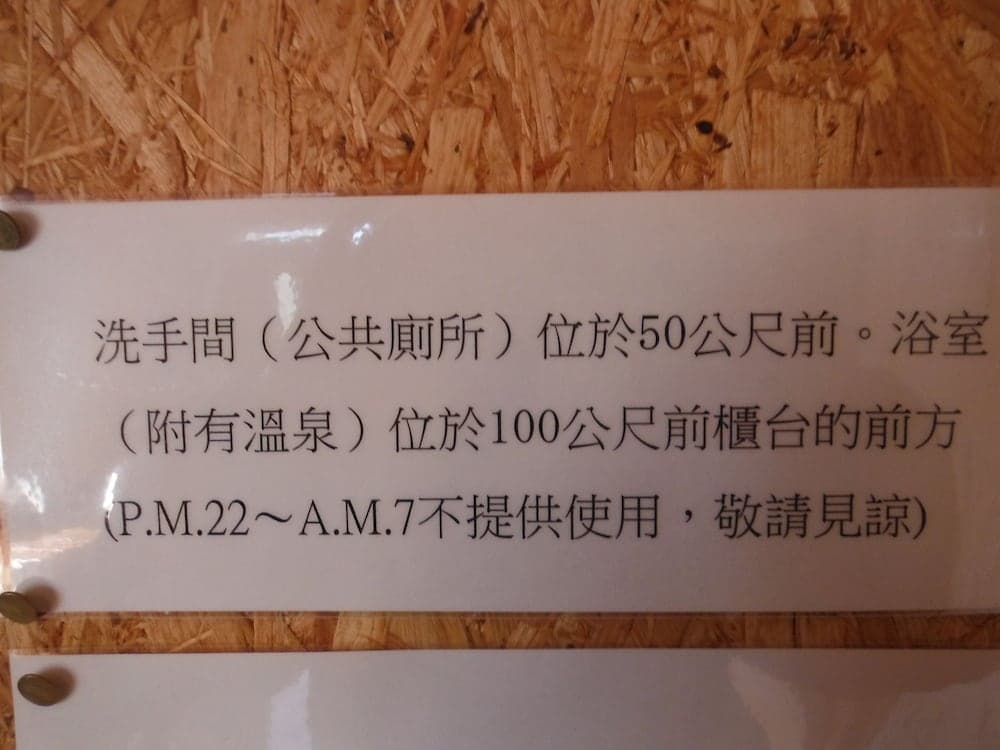 洗手間（公共廁所）位於50公尺前。浴室
（附有溫泉）位於100公尺前櫃台的前方
(P.M.22～A.M.7不提供使用，敬請見諒)